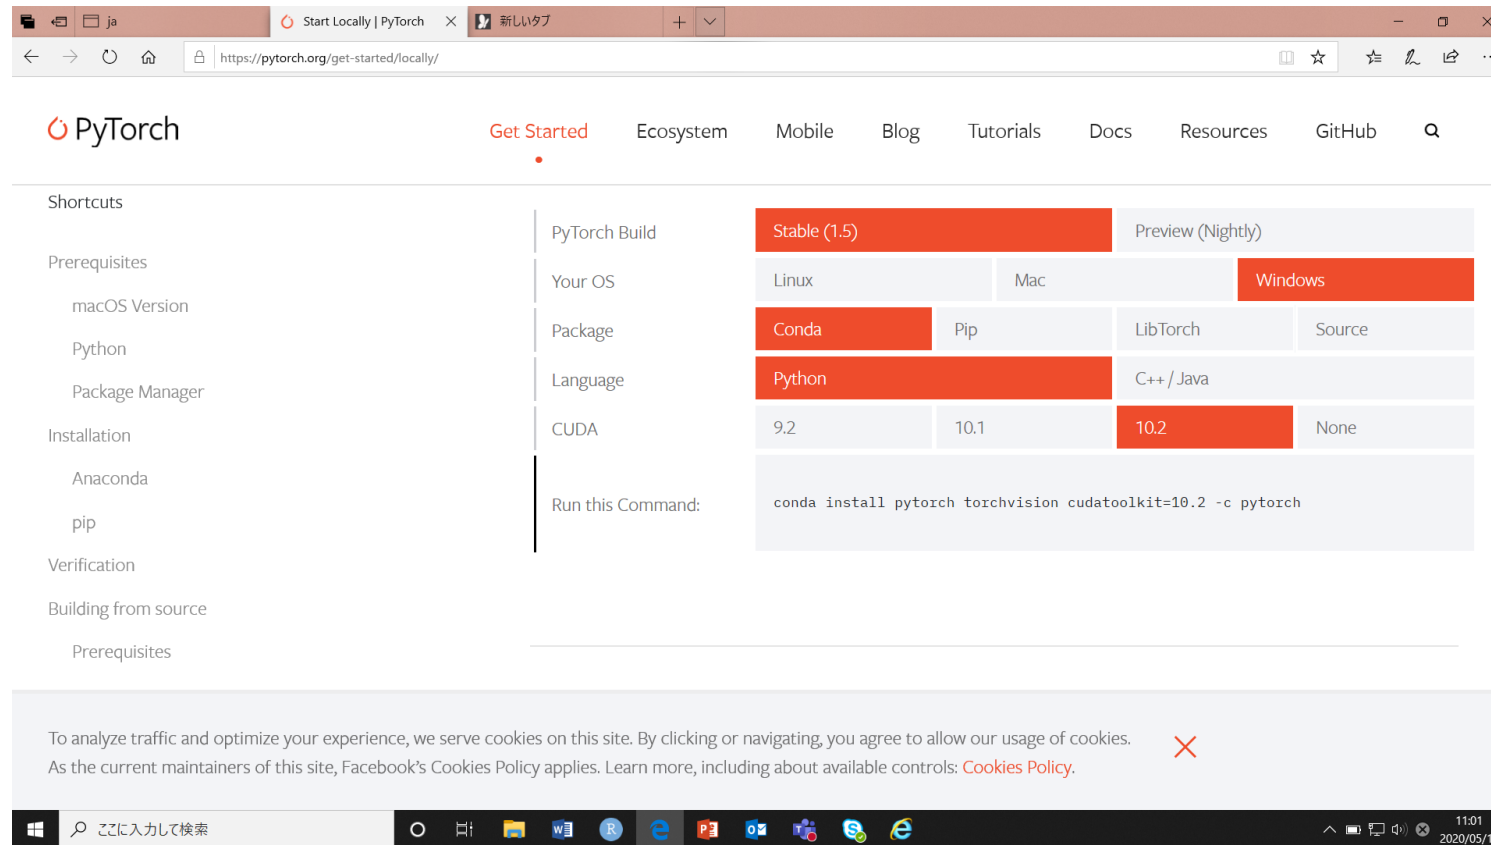 ja
Start Locally | PyTorch
新しいタブ
https://pytorch.org/get-started/locally/
PyTorch
Get Started Ecosystem Mobile Blog Tutorials Docs Resources GitHub
Shortcuts
Prerequisites
macOS Version
Python
Package Manager
Installation
Anaconda
pip
Verification
Building from source
Prerequisites
PyTorch Build Stable (1.5) Preview (Nightly)
Your OS Linux Mac Windows
Package Conda Pip LibTorch Source
Language Python C++ / Java
CUDA 9.2 10.1 10.2 None
Run this Command: conda install pytorch torchvision cudatoolkit=10.2 -c pytorch
To analyze traffic and optimize your experience, we serve cookies on this site. By clicking or navigating, you agree to allow our usage of cookies.
As the current maintainers of this site, Facebook's Cookies Policy applies. Learn more, including about available controls: Cookies Policy.
ここに入力して検索
11:01
2020/05/1